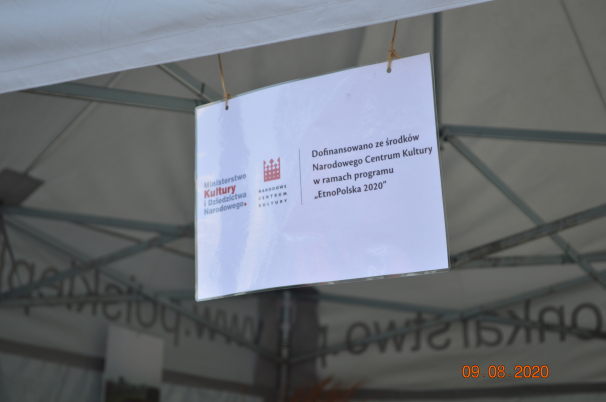 Ministerstwo
Kultury
i Dziedzictwa
Narodowego.
NARODOWE
CENTRUM
KULTURY
Dofinansowano ze środków
Narodowego Centrum Kultury
w ramach programu
„EtnoPolska 2020”
09 08 2020